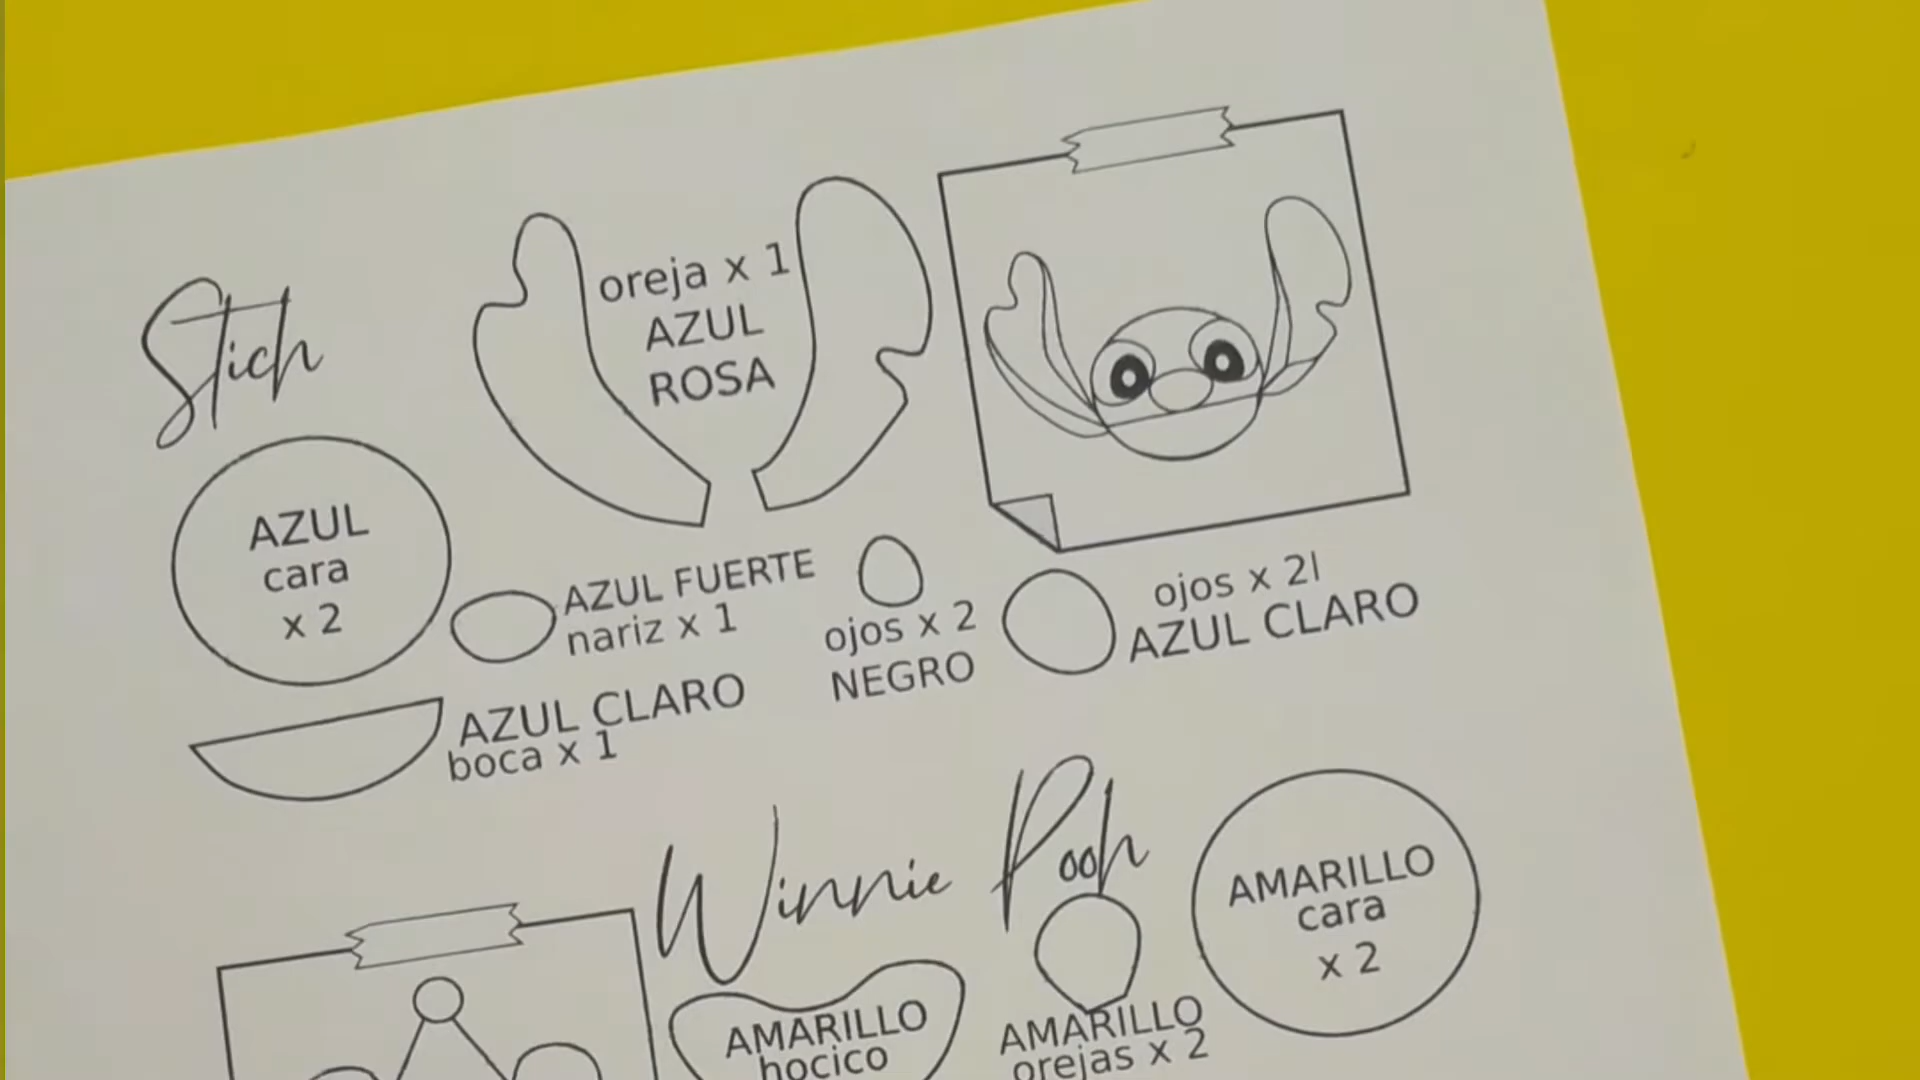 Stich
oreja x 1
AZUL
ROSA
AZUL
cara
x 2
AZUL FUERTE
nariz x 1
ojos x 2
NEGRO
ojos x 2l
AZUL CLARO
AZUL CLARO
boca x 1
Winnie Pooh
AMARILLO
cara
x 2
AMARILLO
hocico
AMARILLO
orejas x 2